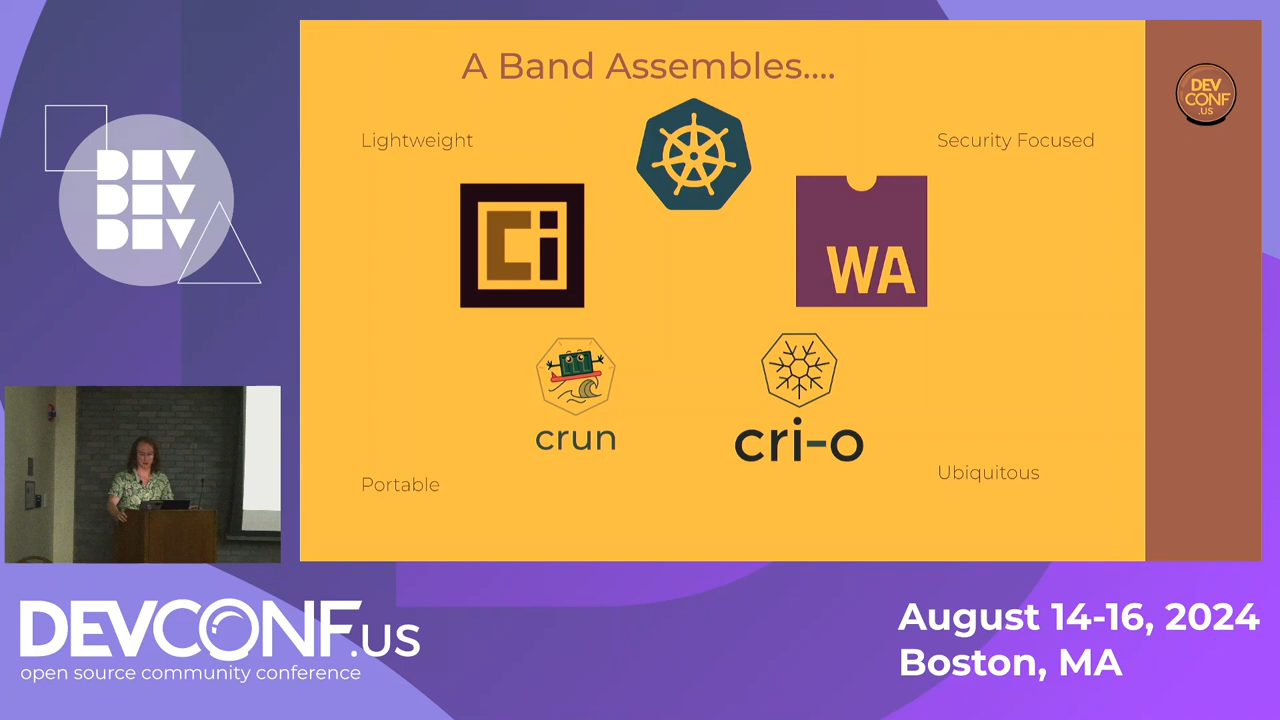 A Band Assembles....
DEV
CONF
.US
Lightweight
Security Focused
DEV
DEV
DEV
Ci
WA
crun
cri-o
Portable
Ubiquitous
DEVCONF.US
open source community conference
August 14-16, 2024
Boston, MA